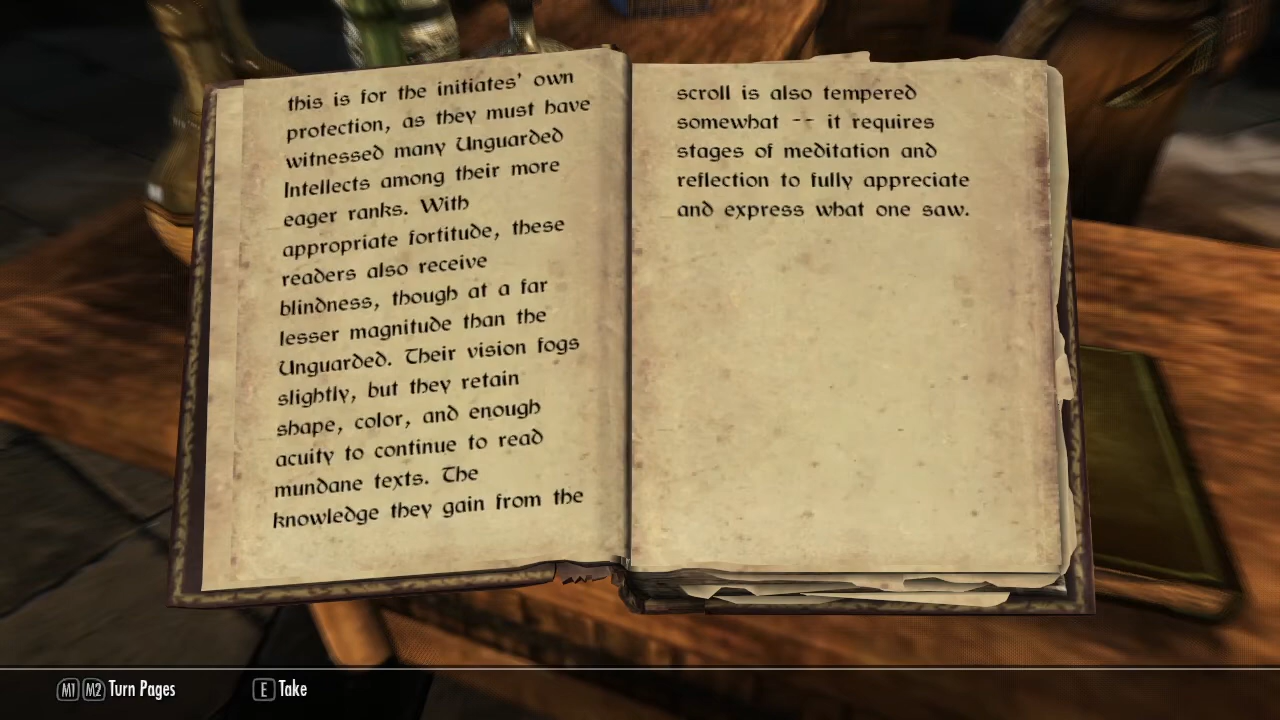 this is for the initiates' own
protection, as they must have
witnessed many Unguarded
Intellects among their more
eager ranks. With
appropriate fortitude, these
readers also receive
blindness, though at a far
lesser magnitude than the
Unguarded. Their vision fogs
slightly, but they retain
shape, color, and enough
acuity to continue to read
mundane texts. The
knowledge they gain from the
scroll is also tempered
somewhat -- it requires
stages of meditation and
reflection to fully appreciate
and express what one saw.
M1 M2 Turn Pages
E Take